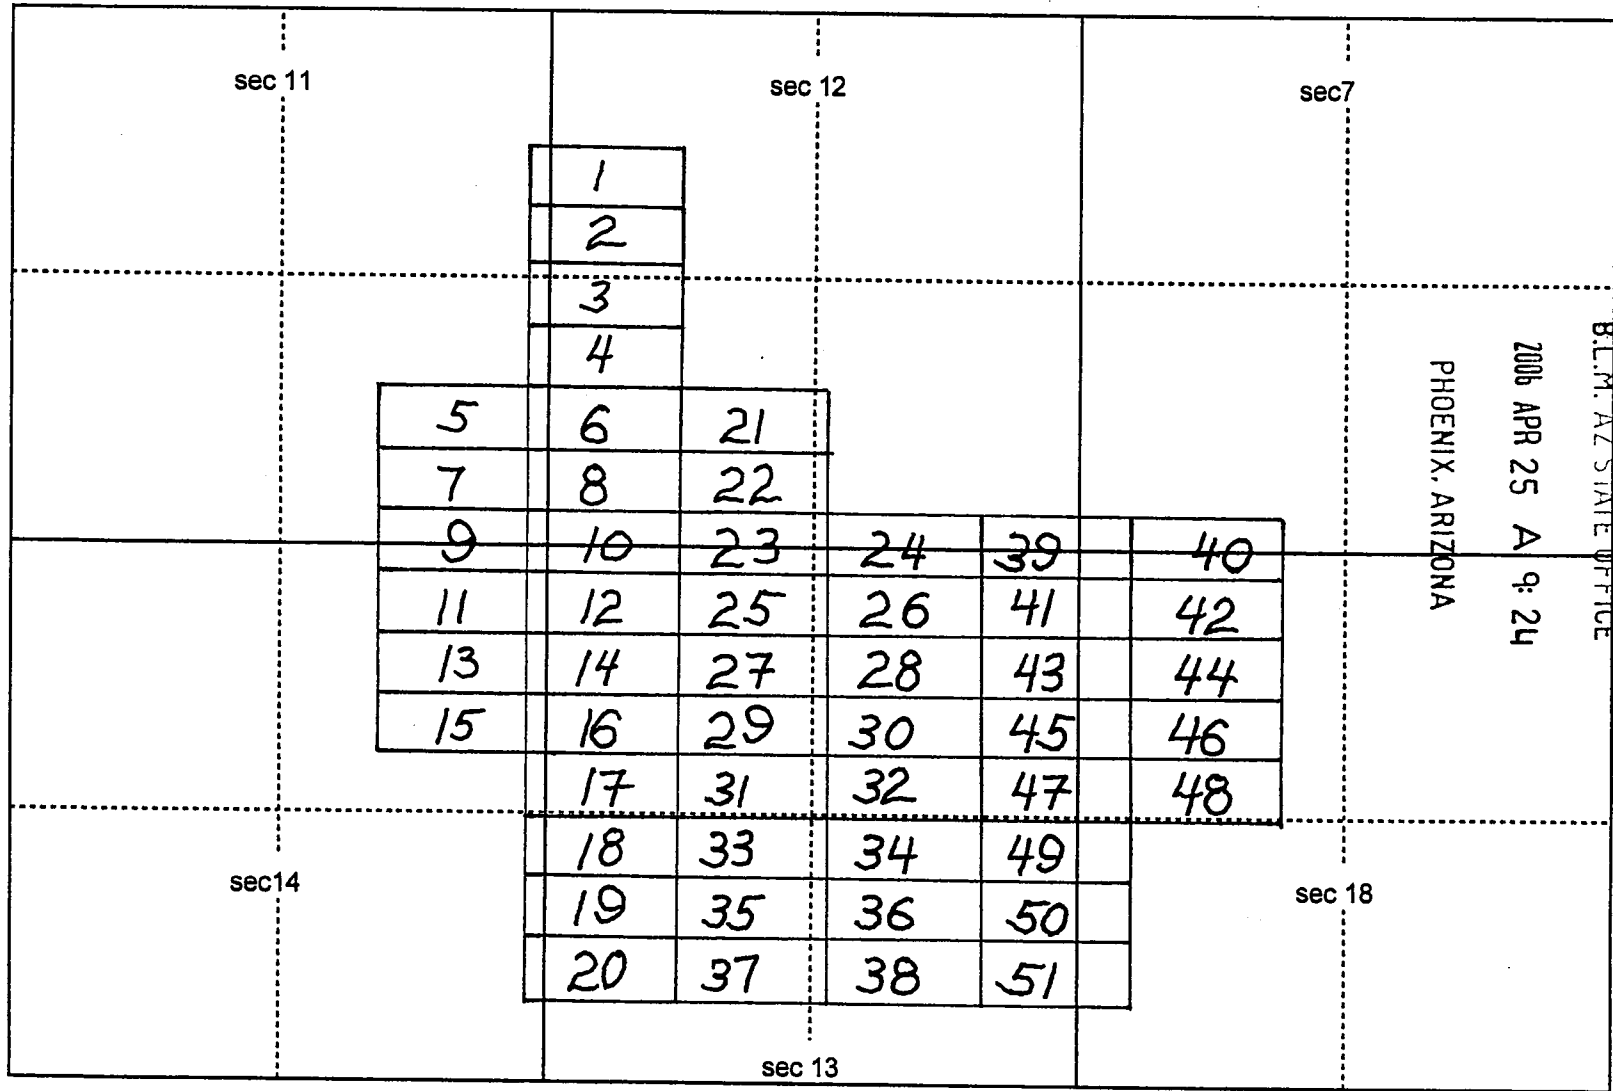 sec 11 sec 12 sec7
1
2
3
4
5 6 21
7 8 22
9 10 23 24 39 40
11 12 25 26 41 42
13 14 27 28 43 44
15 16 29 30 45 46
17 31 32 47 48
18 33 34 49
19 35 36 50
20 37 38 51
sec14 sec 18
sec 13
B.L.M. AZ STATE OFFICE
2006 APR 25 A 9:24
PHOENIX, ARIZONA